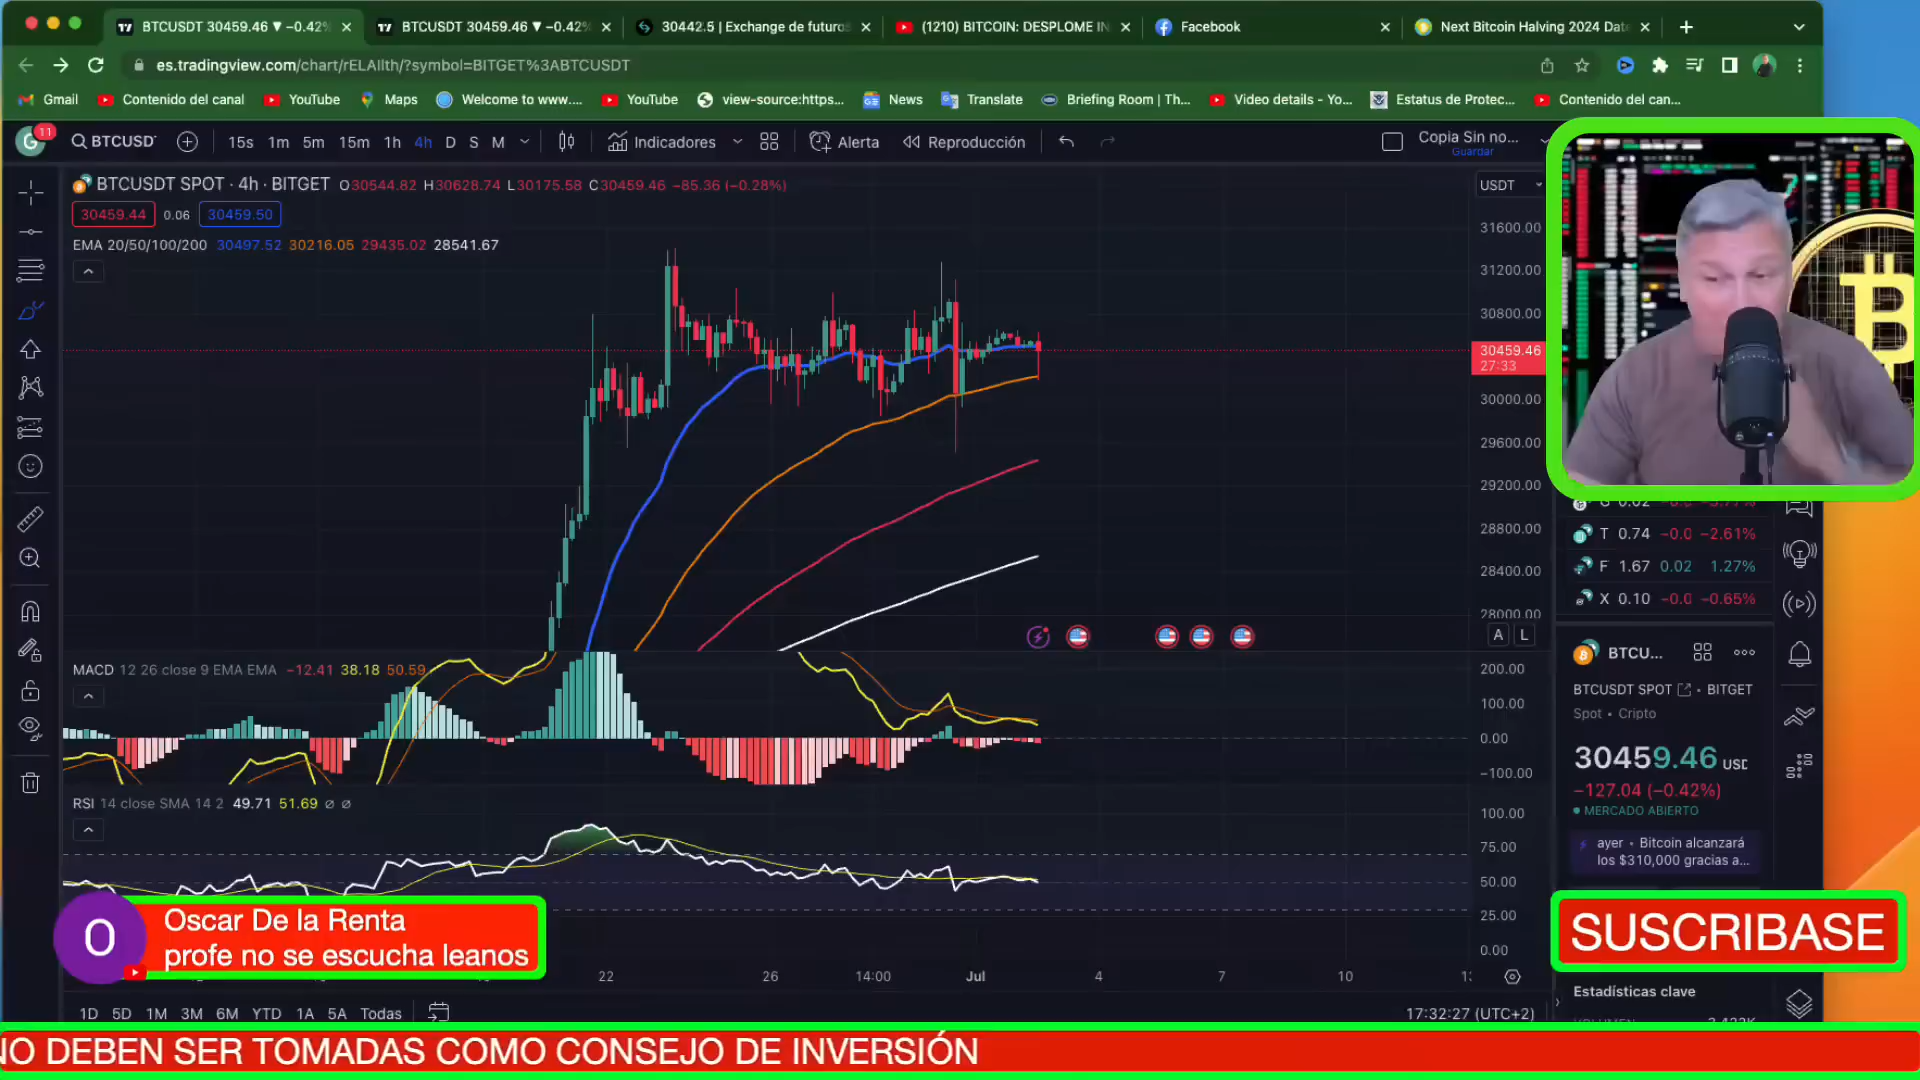 BTCUSDT 30459.46 ▼ −0.42%
BTCUSDT 30459.46 ▼ −0.42%
30442.5 | Exchange de futuro
(1210) BITCOIN: DESPLOME IN
Facebook
Next Bitcoin Halving 2024 Date
es.tradingview.com/chart/rELAIlth/?symbol=BITGET%3ABTCUSDT
Gmail
Contenido del canal
YouTube
Maps
Welcome to www....
YouTube
view-source:https...
News
Translate
Briefing Room | Th...
Video details - Yo...
Estatus de Protec...
Contenido del can...
G
11
BTCUSDT
15s 1m 5m 15m 1h 4h D S M
Indicadores
Alerta
Reproducción
Copia Sin no...
Guardar
BTCUSDT SPOT · 4h · BITGET O30544.82 H30628.74 L30175.58 C30459.46 −85.36 (−0.28%)
USDT
30459.44 0.06 30459.50
EMA 20/50/100/200 30497.52 30216.05 29435.02 28541.67
31600.00
31200.00
30800.00
30459.46
27:33
30000.00
29600.00
29200.00
28800.00
28400.00
28000.00
A L
MACD 12 26 close 9 EMA EMA −12.41 38.18 50.59
200.00
100.00
0.00
−100.00
RSI 14 close SMA 14 2 49.71 51.69 ∅ ∅
100.00
75.00
50.00
25.00
0.00
22 26 14:00 Jul 4 7 10
1D 5D 1M 3M 6M YTD 1A 5A Todas
17:32:27 (UTC+2)
T 0.74 −0.0 −2.61%
F 1.67 0.02 1.27%
X 0.10 −0.0 −0.65%
BTCU...
BTCUSDT SPOT · BITGET
Spot · Cripto
30459.46 USD
−127.04 (−0.42%)
MERCADO ABIERTO
ayer · Bitcoin alcanzará
los $310,000 gracias a...
Estadísticas clave
O
Oscar De la Renta
profe no se escucha leanos
SUSCRIBASE
NO DEBEN SER TOMADAS COMO CONSEJO DE INVERSIÓN